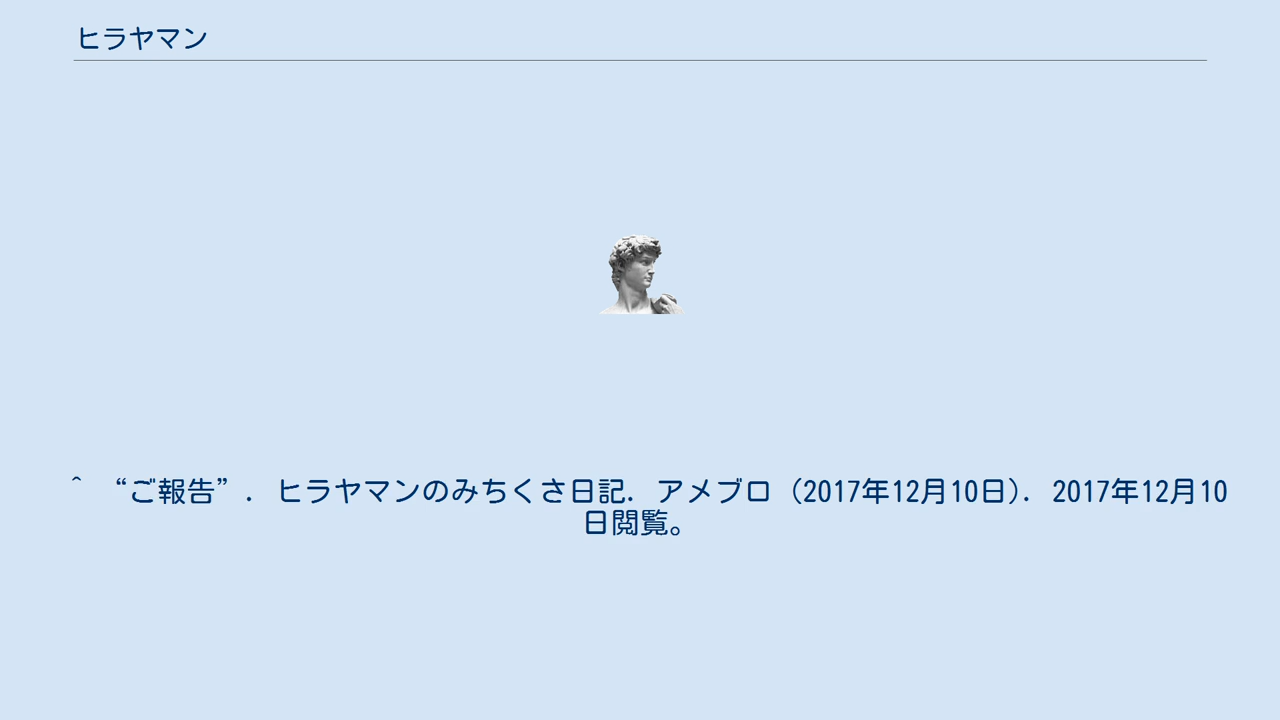 ヒラヤマン
^ “ご報告”. ヒラヤマンのみちくさ日記. アメブロ (2017年12月10日). 2017年12月10
日閲覧。